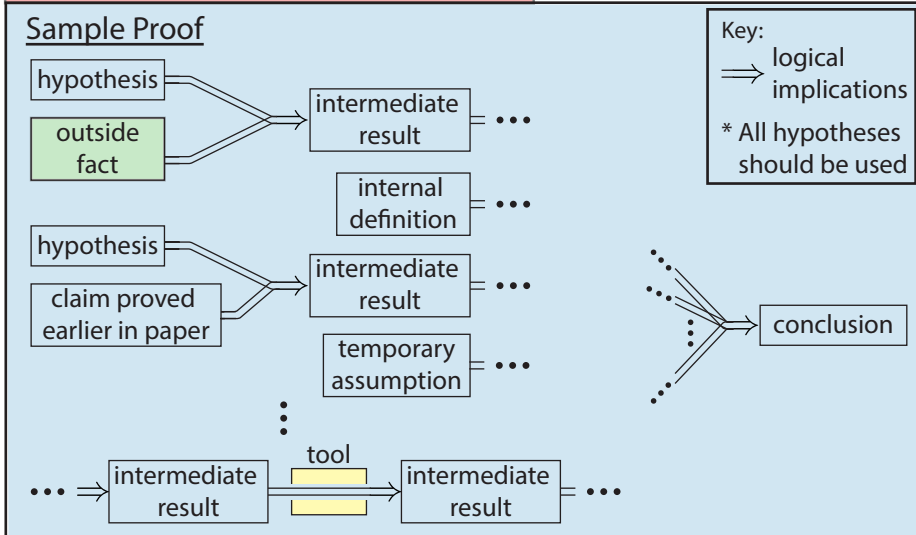 Sample Proof
hypothesis
outside
fact
intermediate
result
internal
definition
hypothesis
claim proved
earlier in paper
intermediate
result
temporary
assumption
intermediate
result
tool
intermediate
result
conclusion
Key:
logical
implications
* All hypotheses
should be used